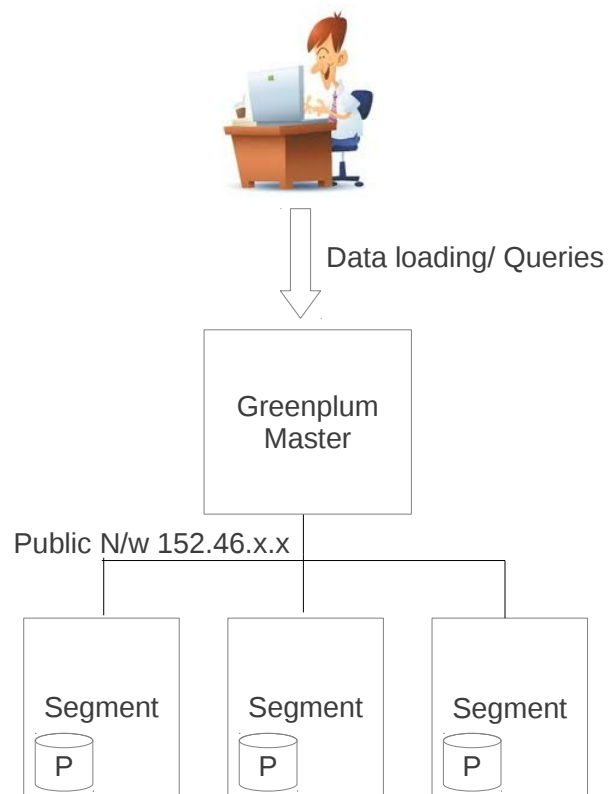 Data loading/ Queries
Greenplum
Master
Public N/w 152.46.x.x
Segment
Segment
Segment
P
P
P